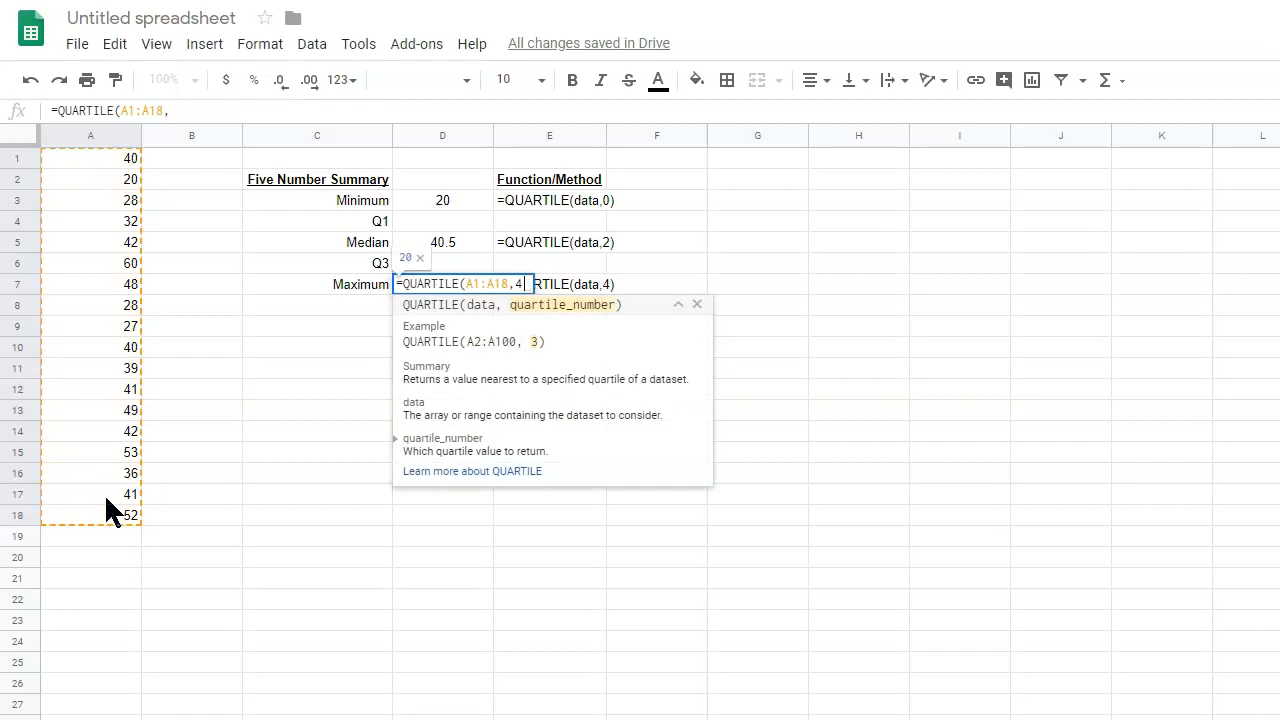 Untitled spreadsheet
File Edit View Insert Format Data Tools Add-ons Help All changes saved in Drive
100% $ % .0 .00 123 10 B I S A Σ
fx =QUARTILE(A1:A18,
A B C D E F G H I J K L
1 40
2 20 Five Number Summary Function/Method
3 28 Minimum 20 =QUARTILE(data,0)
4 32 Q1
5 42 Median 40.5 =QUARTILE(data,2)
6 60 Q3 20 ×
7 48 Maximum =QUARTILE(A1:A18,4 RTILE(data,4)
8 28 QUARTILE(data, quartile_number)
9 27 Example
10 40 QUARTILE(A2:A100, 3)
11 39 Summary
Returns a value nearest to a specified quartile of a dataset.
12 41 data
13 49 The array or range containing the dataset to consider.
14 42 quartile_number
15 53 Which quartile value to return.
16 36 Learn more about QUARTILE
17 41
18 52
19
20
21
22
23
24
25
26
27